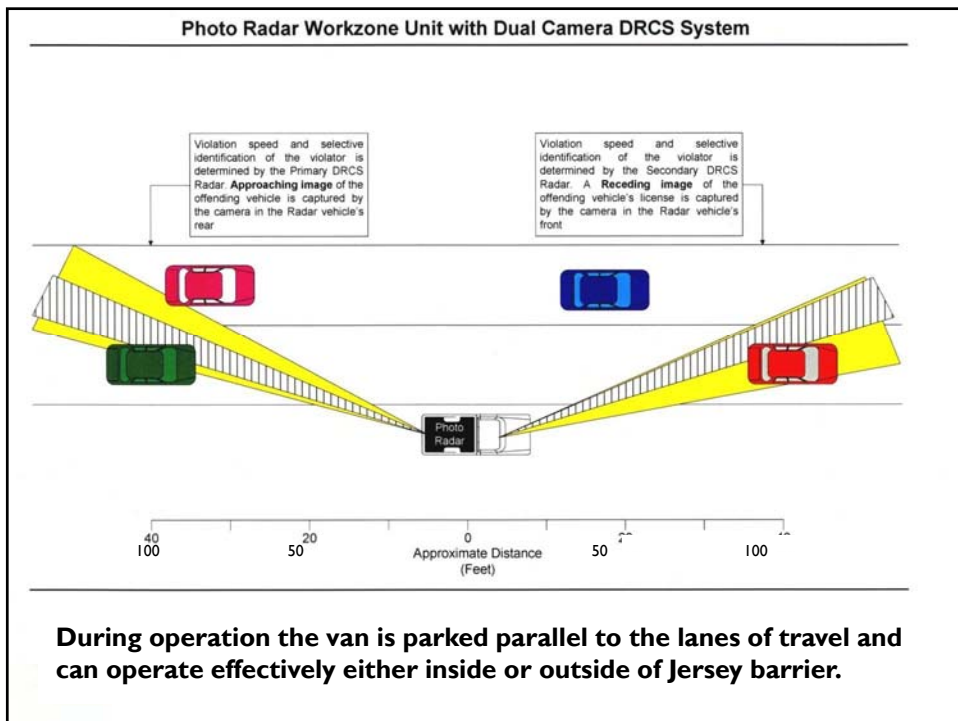 Photo Radar Workzone Unit with Dual Camera DRCS System
Violation speed and selective
identification of the violator is
determined by the Primary DRCS
Radar. Approaching image of the
offending vehicle is captured by
the camera in the Radar vehicle's
rear
Violation speed and selective
identification of the violator is
determined by the Secondary DRCS
Radar. A Receding image of the
offending vehicle's license is captured
by the camera in the Radar vehicle's
front
Photo
Radar
40 20 0
100 50 50 100
Approximate Distance
(Feet)
During operation the van is parked parallel to the lanes of travel and
can operate effectively either inside or outside of Jersey barrier.